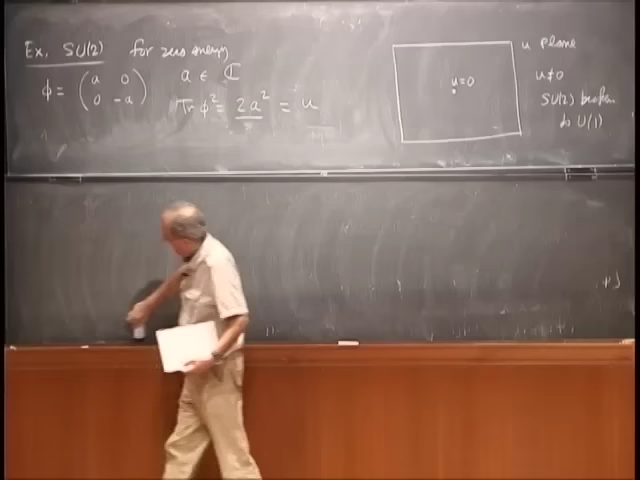 Ex. SU(2) for zero energy
φ = (a 0
0 -a) a ∈ ℂ
Tr φ² = 2a² = u
u plane
u=0
u≠0
SU(2) broken
to U(1)